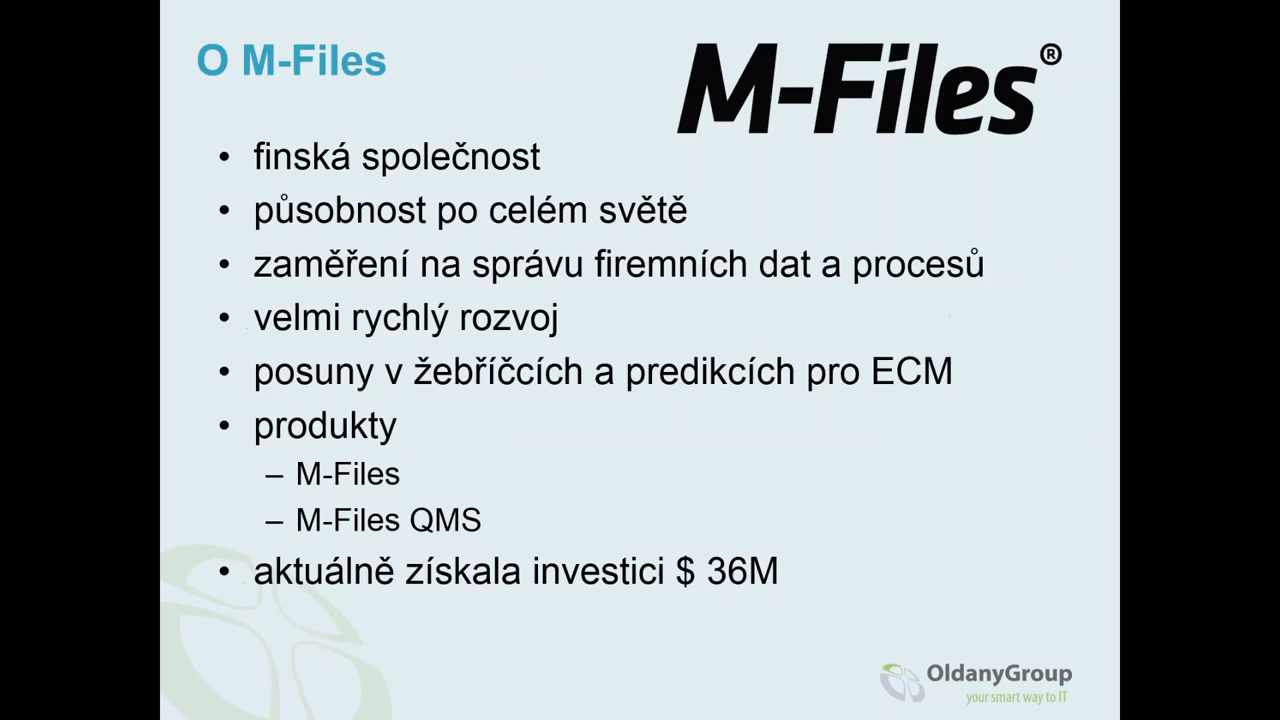 O M-Files
M-Files®
• finská společnost
• působnost po celém světě
• zaměření na správu firemních dat a procesů
• velmi rychlý rozvoj
• posuny v žebříčcích a predikcích pro ECM
• produkty
– M-Files
– M-Files QMS
• aktuálně získala investici $ 36M
OldanyGroup
your smart way to IT